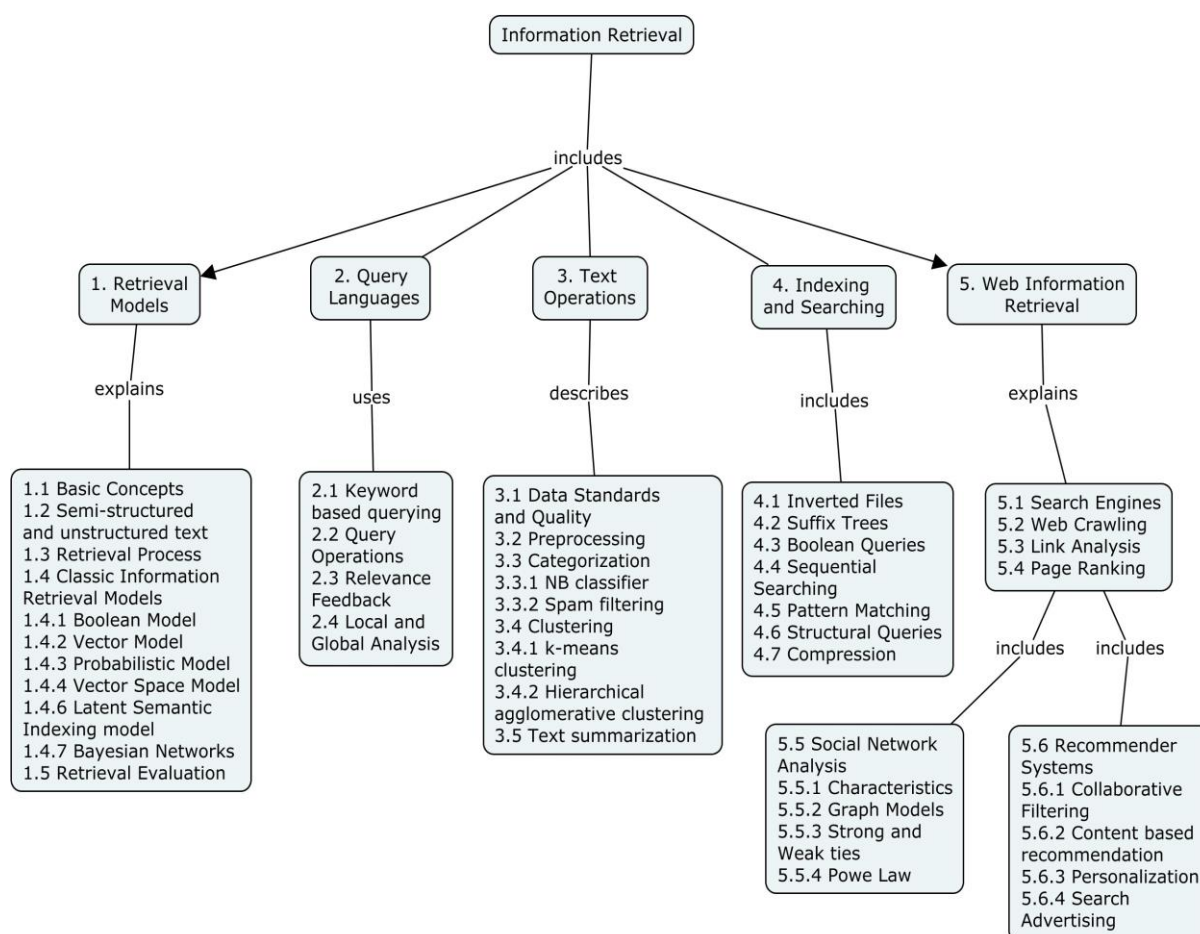 Information Retrieval
includes
1. Retrieval
Models
2. Query
Languages
3. Text
Operations
4. Indexing
and Searching
5. Web Information
Retrieval
explains
uses
describes
includes
explains
1.1 Basic Concepts
1.2 Semi-structured
and unstructured text
1.3 Retrieval Process
1.4 Classic Information
Retrieval Models
1.4.1 Boolean Model
1.4.2 Vector Model
1.4.3 Probabilistic Model
1.4.4 Vector Space Model
1.4.6 Latent Semantic
Indexing model
1.4.7 Bayesian Networks
1.5 Retrieval Evaluation
2.1 Keyword
based querying
2.2 Query
Operations
2.3 Relevance
Feedback
2.4 Local and
Global Analysis
3.1 Data Standards
and Quality
3.2 Preprocessing
3.3 Categorization
3.3.1 NB classifier
3.3.2 Spam filtering
3.4 Clustering
3.4.1 k-means
clustering
3.4.2 Hierarchical
agglomerative clustering
3.5 Text summarization
4.1 Inverted Files
4.2 Suffix Trees
4.3 Boolean Queries
4.4 Sequential
Searching
4.5 Pattern Matching
4.6 Structural Queries
4.7 Compression
5.1 Search Engines
5.2 Web Crawling
5.3 Link Analysis
5.4 Page Ranking
includes
includes
5.5 Social Network
Analysis
5.5.1 Characteristics
5.5.2 Graph Models
5.5.3 Strong and
Weak ties
5.5.4 Powe Law
5.6 Recommender
Systems
5.6.1 Collaborative
Filtering
5.6.2 Content based
recommendation
5.6.3 Personalization
5.6.4 Search
Advertising